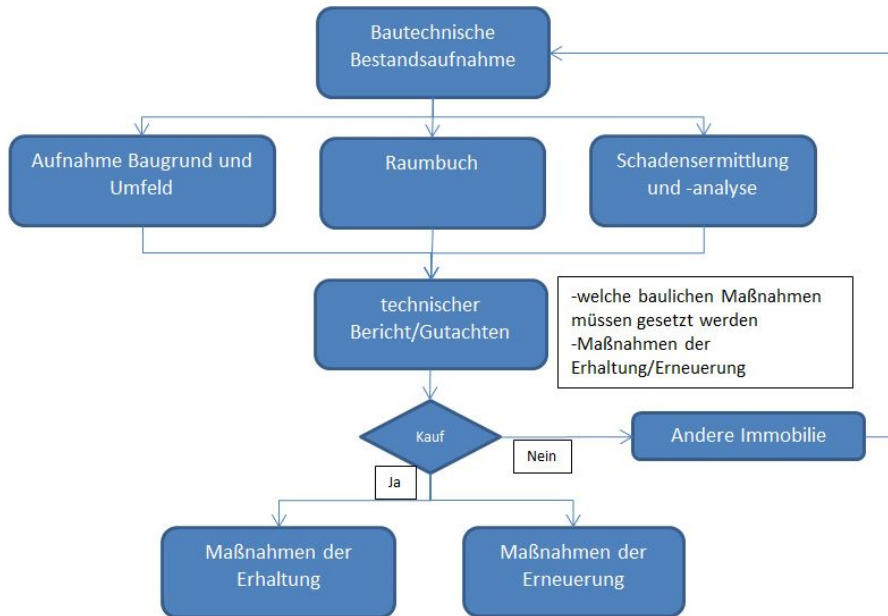 Bautechnische
Bestandsaufnahme
Aufnahme Baugrund und
Umfeld
Raumbuch
Schadensermittlung
und -analyse
technischer
Bericht/Gutachten
-welche baulichen Maßnahmen
müssen gesetzt werden
-Maßnahmen der
Erhaltung/Erneuerung
Kauf
Nein
Andere Immobilie
Ja
Maßnahmen der
Erhaltung
Maßnahmen der
Erneuerung